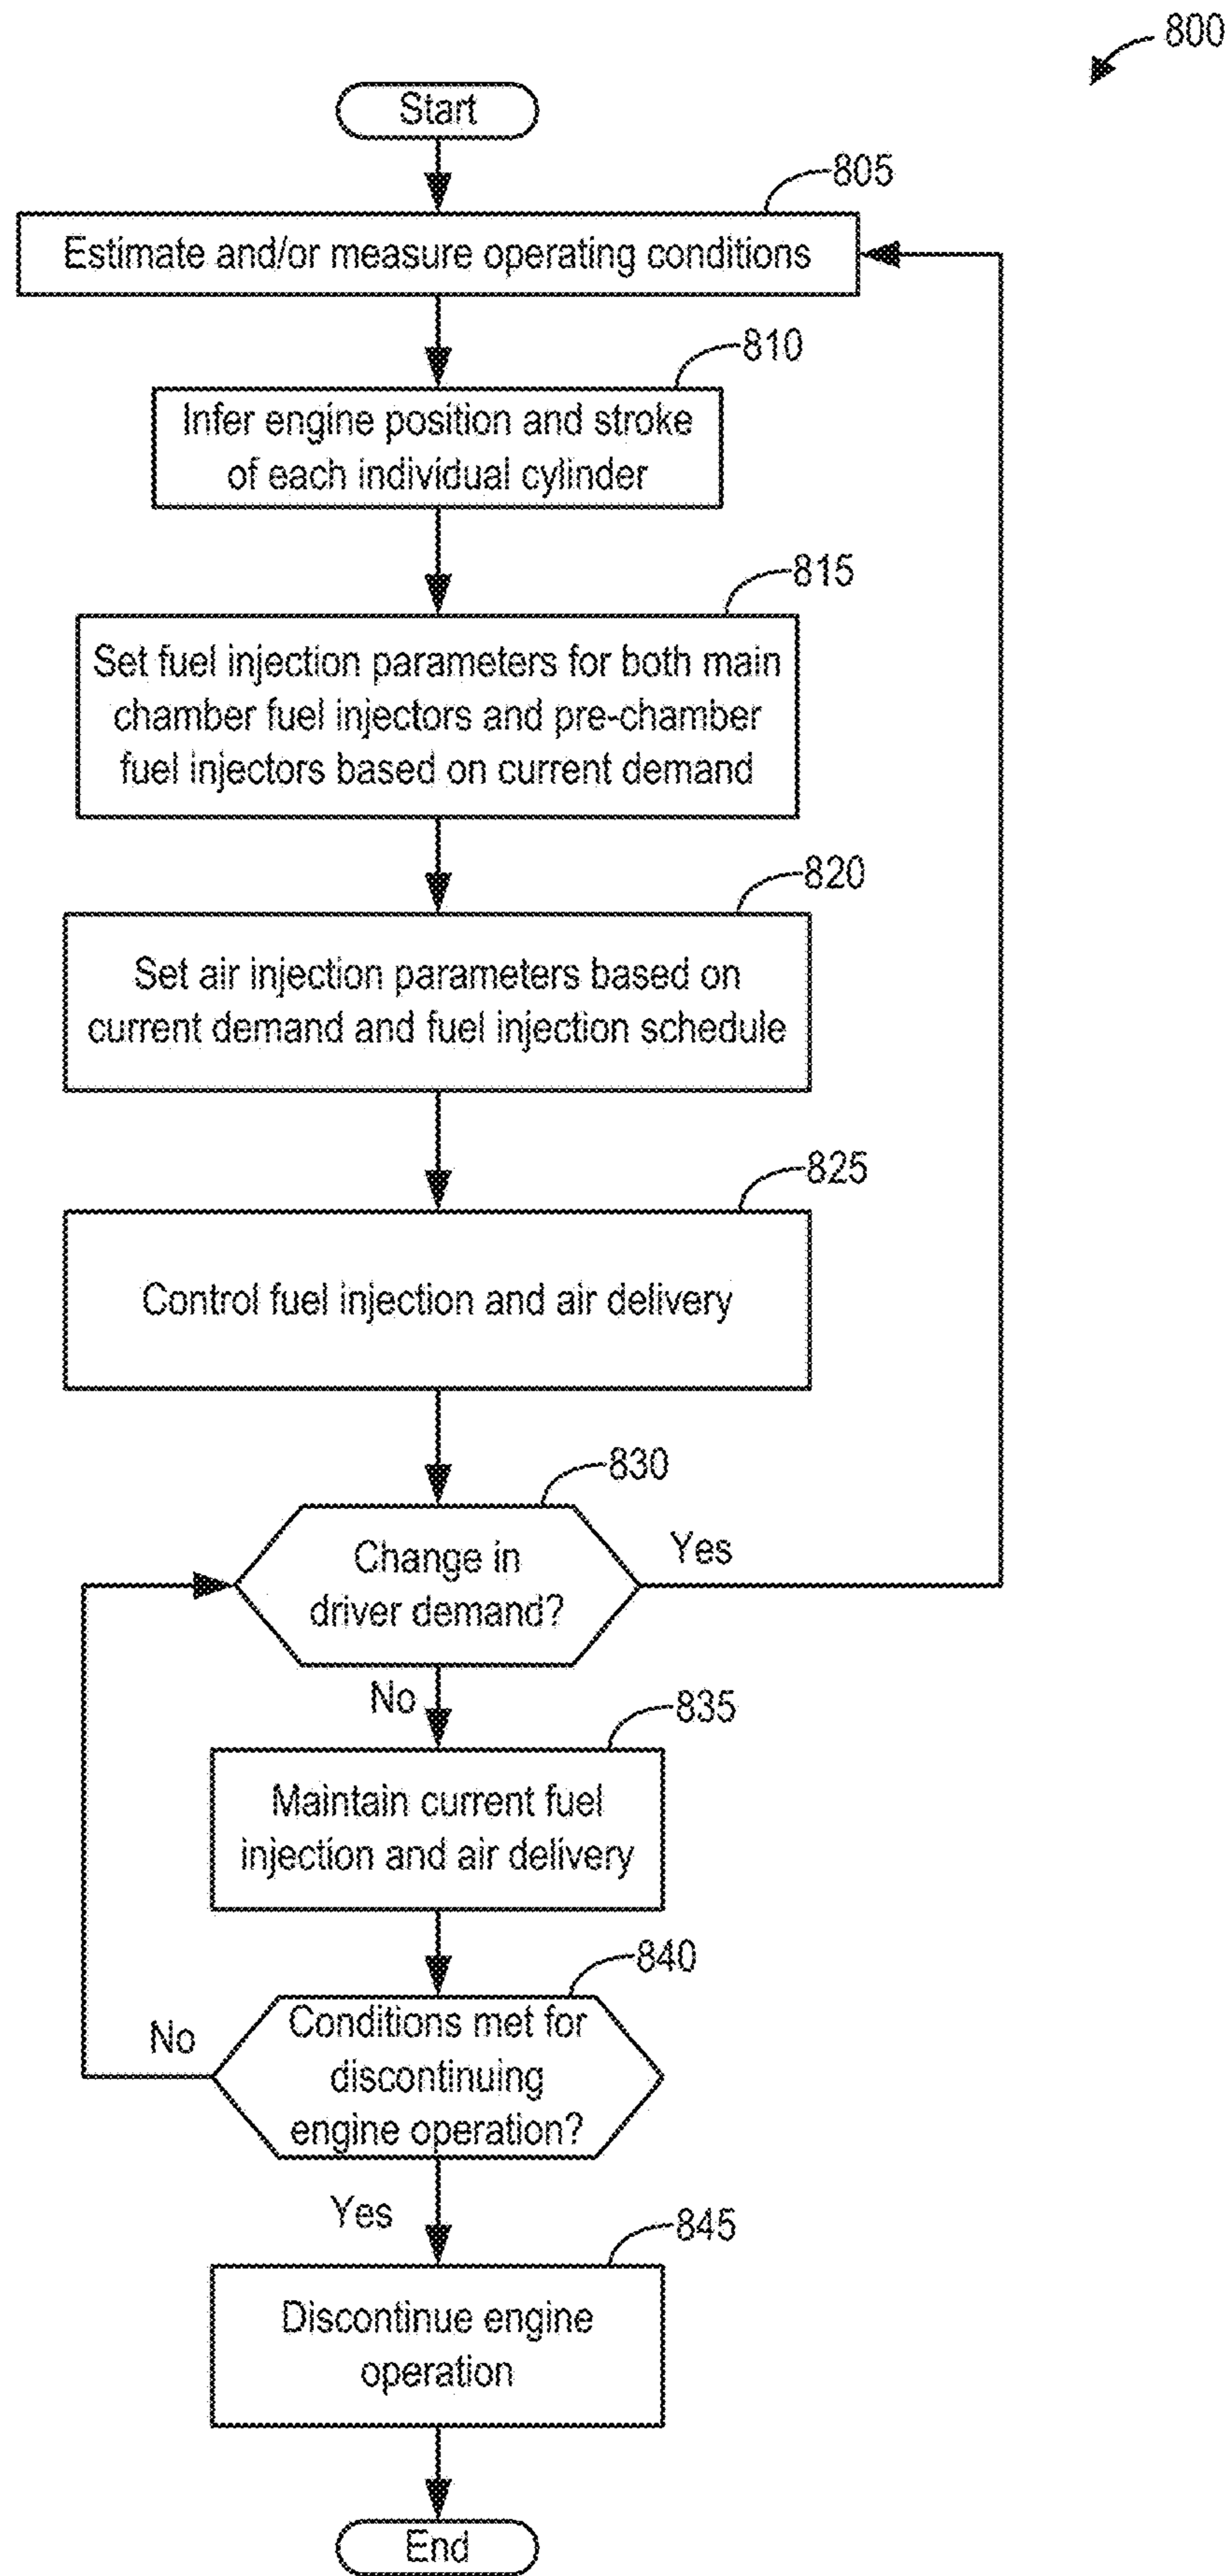 800
Start
805
Estimate and/or measure operating conditions
810
Infer engine position and stroke
of each individual cylinder
815
Set fuel injection parameters for both main
chamber fuel injectors and pre-chamber
fuel injectors based on current demand
820
Set air injection parameters based on
current demand and fuel injection schedule
825
Control fuel injection and air delivery
830
Change in
driver demand?
Yes
No
835
Maintain current fuel
injection and air delivery
840
Conditions met for
discontinuing
engine operation?
No
Yes
845
Discontinue engine
operation
End